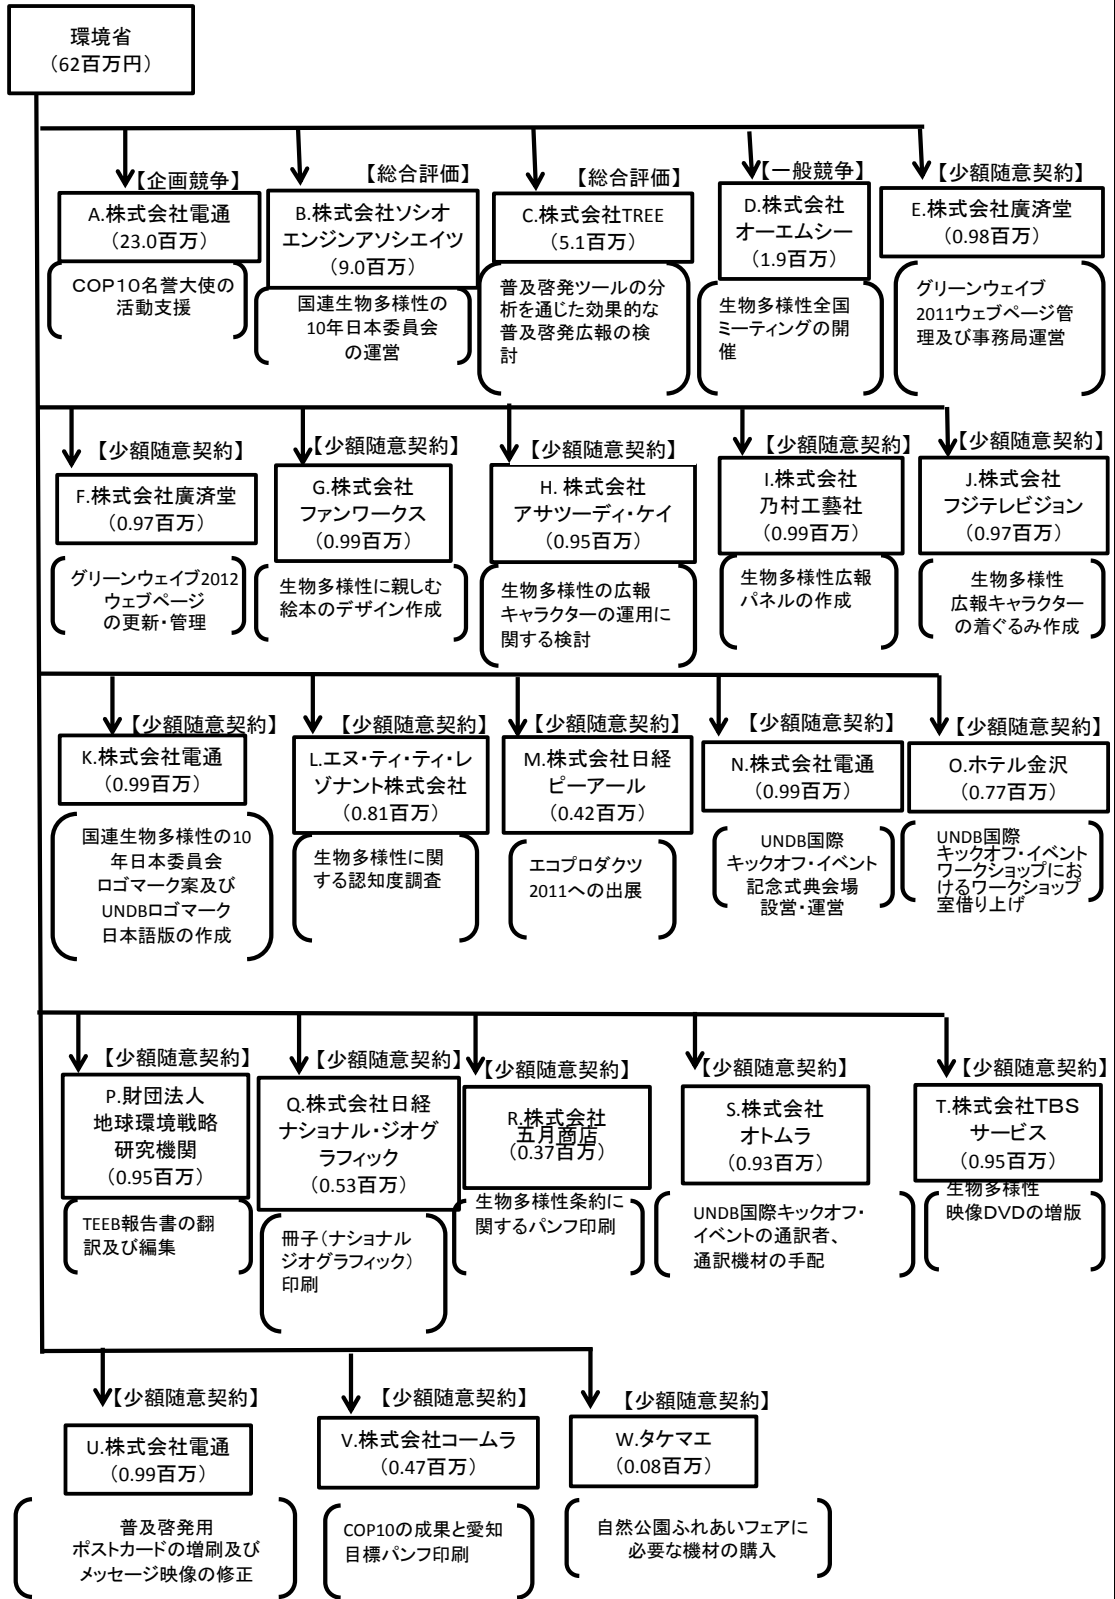 環境省
（62百万円）
【企画競争】
A.株式会社電通
（23.0百万）
COP10名誉大使の
活動支援
【総合評価】
B.株式会社ソシオ
エンジンアソシエイツ
（9.0百万）
国連生物多様性の
10年日本委員会
の運営
【総合評価】
C.株式会社TREE
（5.1百万）
普及啓発ツールの分
析を通じた効果的な
普及啓発広報の検
討
【一般競争】
D.株式会社
オーエムシー
（1.9百万）
生物多様性全国
ミーティングの開
催
【少額随意契約】
E.株式会社廣済堂
（0.98百万）
グリーンウェイブ
2011ウェブページ管
理及び事務局運営
【少額随意契約】
F.株式会社廣済堂
（0.97百万）
グリーンウェイブ2012
ウェブページ
の更新・管理
【少額随意契約】
G.株式会社
ファンワークス
（0.99百万）
生物多様性に親しむ
絵本のデザイン作成
【少額随意契約】
H. 株式会社
アサツーディ・ケイ
（0.95百万）
生物多様性の広報
キャラクターの運用に
関する検討
【少額随意契約】
I.株式会社
乃村工藝社
（0.99百万）
生物多様性広報
パネルの作成
【少額随意契約】
J.株式会社
フジテレビジョン
（0.97百万）
生物多様性
広報キャラクター
の着ぐるみ作成
【少額随意契約】
K.株式会社電通
（0.99百万）
国連生物多様性の10
年日本委員会
ロゴマーク案及び
UNDBロゴマーク
日本語版の作成
【少額随意契約】
L.エヌ・ティ・ティ・レ
ゾナント株式会社
（0.81百万）
生物多様性に関
する認知度調査
【少額随意契約】
M.株式会社日経
ピーアール
（0.42百万）
エコプロダクツ
2011への出展
【少額随意契約】
N.株式会社電通
（0.99百万）
UNDB国際
キックオフ・イベント
記念式典会場
設営・運営
【少額随意契約】
O.ホテル金沢
（0.77百万）
UNDB国際
キックオフ・イベント
ワークショップにお
けるワークショップ
室借り上げ
【少額随意契約】
P.財団法人
地球環境戦略
研究機関
（0.95百万）
TEEB報告書の翻
訳及び編集
【少額随意契約】
Q.株式会社日経
ナショナル・ジオグ
ラフィック
（0.53百万）
冊子（ナショナル
ジオグラフィック）
印刷
【少額随意契約】
R.株式会社
五月商店
（0.37百万）
生物多様性条約に
関するパンフ印刷
【少額随意契約】
S.株式会社
オトムラ
（0.93百万）
UNDB国際キックオフ・
イベントの通訳者、
通訳機材の手配
【少額随意契約】
T.株式会社TBS
サービス
（0.95百万）
生物多様性
映像DVDの増版
【少額随意契約】
U.株式会社電通
（0.99百万）
普及啓発用
ポストカードの増刷及び
メッセージ映像の修正
【少額随意契約】
V.株式会社コームラ
（0.47百万）
COP10の成果と愛知
目標パンフ印刷
【少額随意契約】
W.タケマエ
（0.08百万）
自然公園ふれあいフェアに
必要な機材の購入